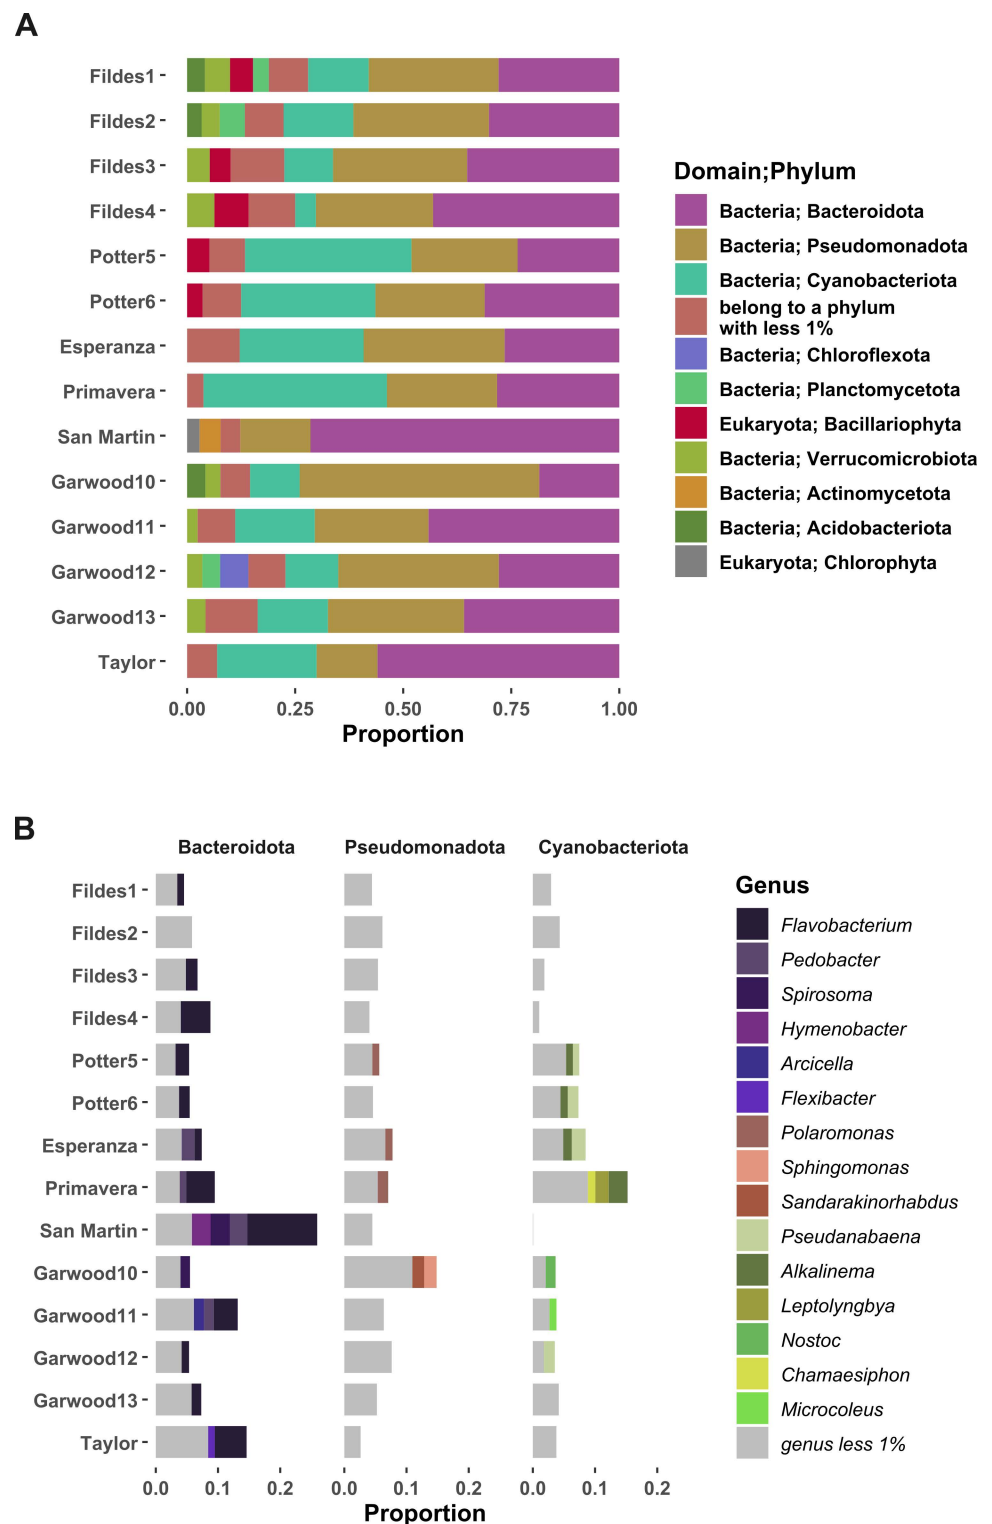 A
Fildes1
Fildes2
Fildes3
Fildes4
Potter5
Potter6
Esperanza
Primavera
San Martin
Garwood10
Garwood11
Garwood12
Garwood13
Taylor
0.00 0.25 0.50 0.75 1.00
Proportion
Domain;Phylum
Bacteria; Bacteroidota
Bacteria; Pseudomonadota
Bacteria; Cyanobacteriota
belong to a phylum
with less 1%
Bacteria; Chloroflexota
Bacteria; Planctomycetota
Eukaryota; Bacillariophyta
Bacteria; Verrucomicrobiota
Bacteria; Actinomycetota
Bacteria; Acidobacteriota
Eukaryota; Chlorophyta
B
Bacteroidota Pseudomonadota Cyanobacteriota
Fildes1
Fildes2
Fildes3
Fildes4
Potter5
Potter6
Esperanza
Primavera
San Martin
Garwood10
Garwood11
Garwood12
Garwood13
Taylor
0.0 0.1 0.2 0.0 0.1 0.2 0.0 0.1 0.2
Proportion
Genus
Flavobacterium
Pedobacter
Spirosoma
Hymenobacter
Arcicella
Flexibacter
Polaromonas
Sphingomonas
Sandarakinorhabdus
Pseudanabaena
Alkalinema
Leptolyngbya
Nostoc
Chamaesiphon
Microcoleus
genus less 1%